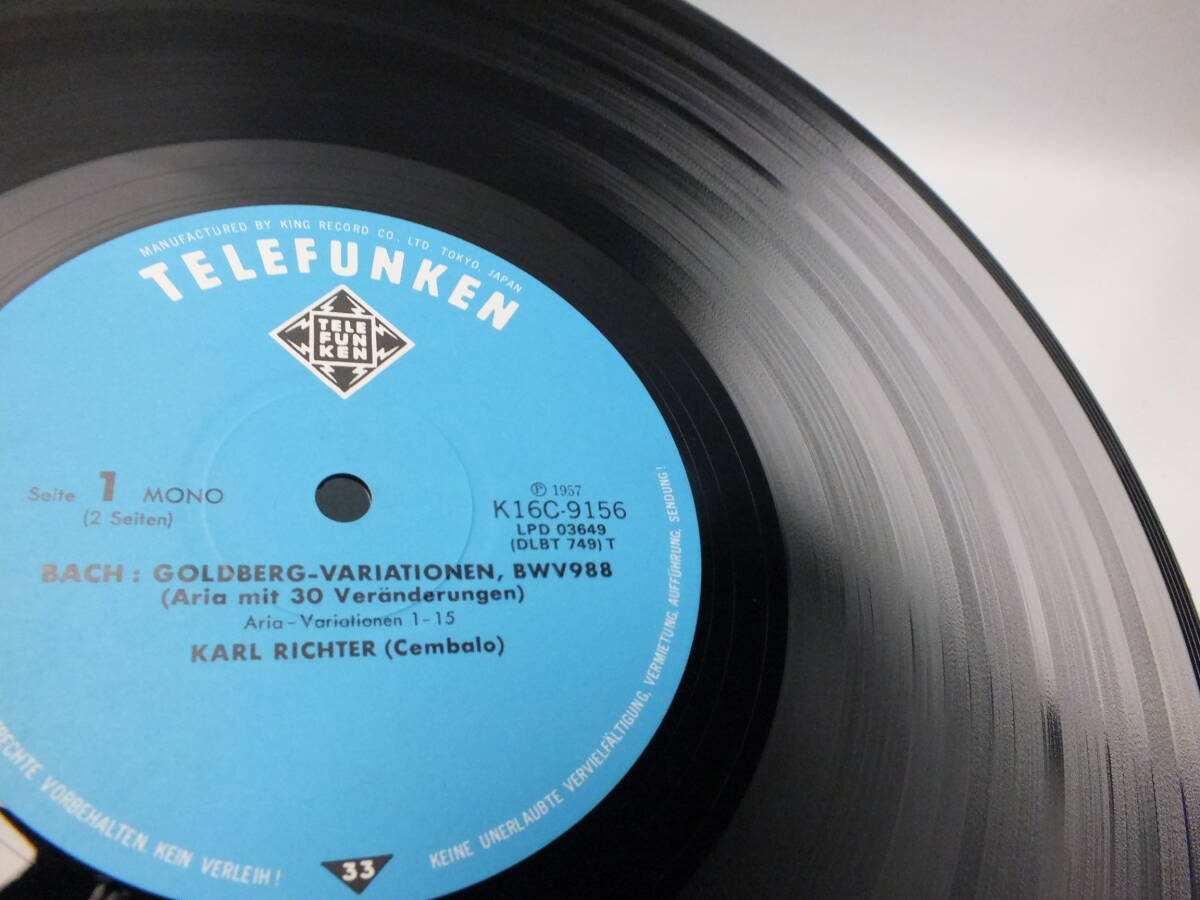 MANUFACTURED BY KING RECORD CO., LTD. TOKYO, JAPAN
TELEFUNKEN
TELE
FUN
KEN
Seite 1 MONO
(2 Seiten)
Ⓟ 1957
K16C-9156
LPD 03649
(DLBT 749) T
BACH : GOLDBERG-VARIATIONEN, BWV988
(Aria mit 30 Veränderungen)
Aria-Variationen 1-15
KARL RICHTER (Cembalo)
VORBEHALTEN. KEIN VERLEIH!
33
KEINE UNERLAUBTE VERVIELFÄLTIGUNG, VERMIETUNG, AUFFÜHRUNG, SENDUNG!